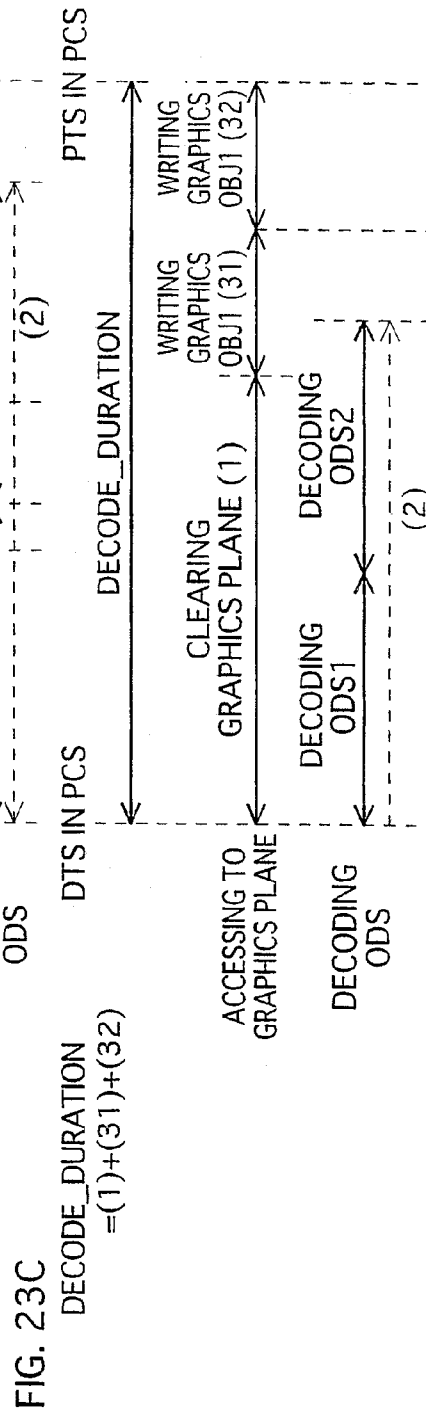 ODS
(2)
FIG. 23C
DECODE_DURATION
=(1)+(31)+(32)
DTS IN PCS
PTS IN PCS
DECODE_DURATION
ACCESSING TO
GRAPHICS PLANE
CLEARING
GRAPHICS PLANE (1)
WRITING
GRAPHICS
OBJ1 (31)
WRITING
GRAPHICS
OBJ1 (32)
DECODING
ODS
DECODING
ODS1
DECODING
ODS2
(2)